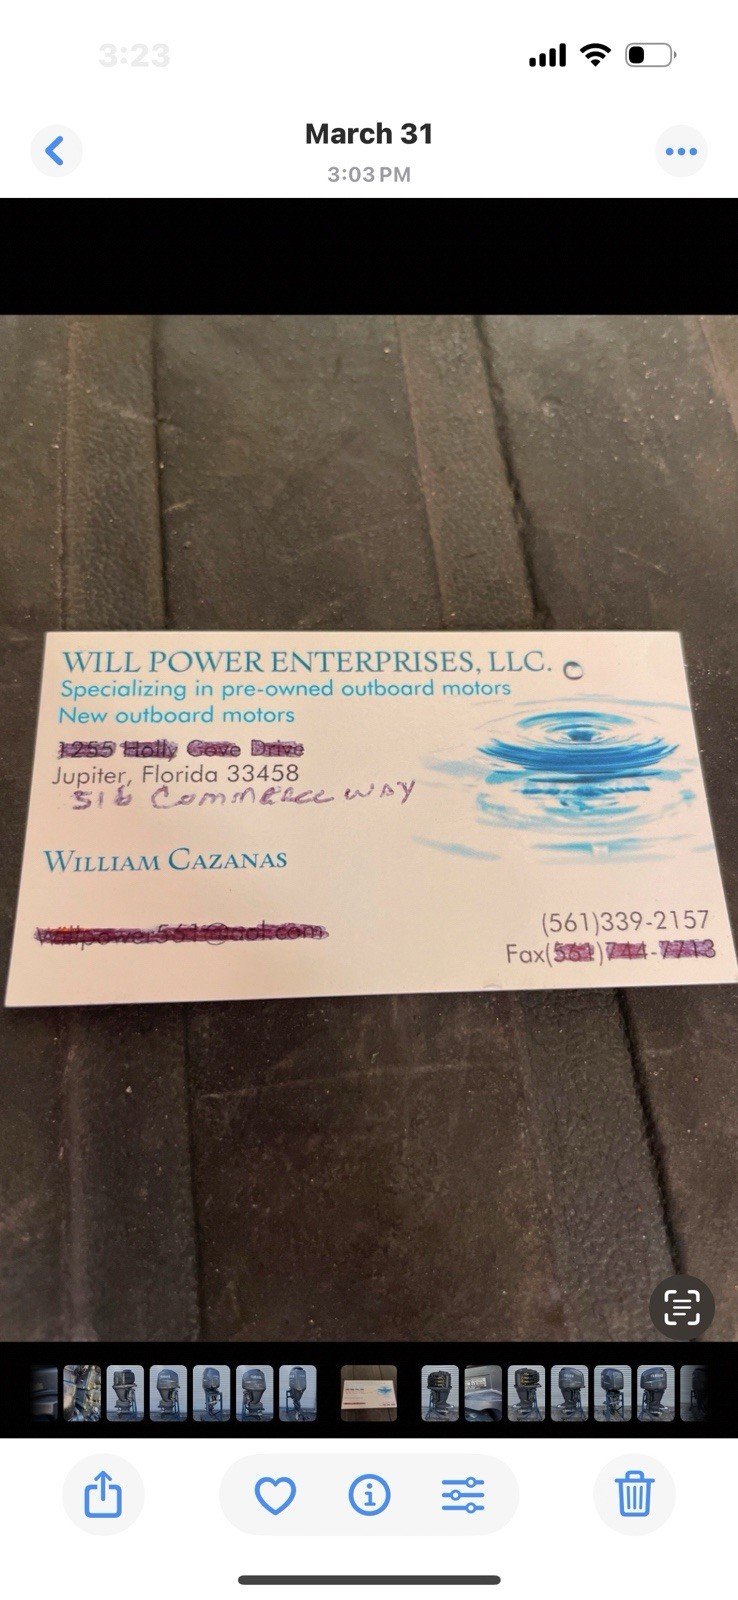 3:23
March 31
3:03 PM
WILL POWER ENTERPRISES, LLC.
Specializing in pre-owned outboard motors
New outboard motors
1255 Holly Cove Drive
Jupiter, Florida 33458
516 Commerce WAY
WILLIAM CAZANAS
(561)339-2157
Fax(561)744-7713